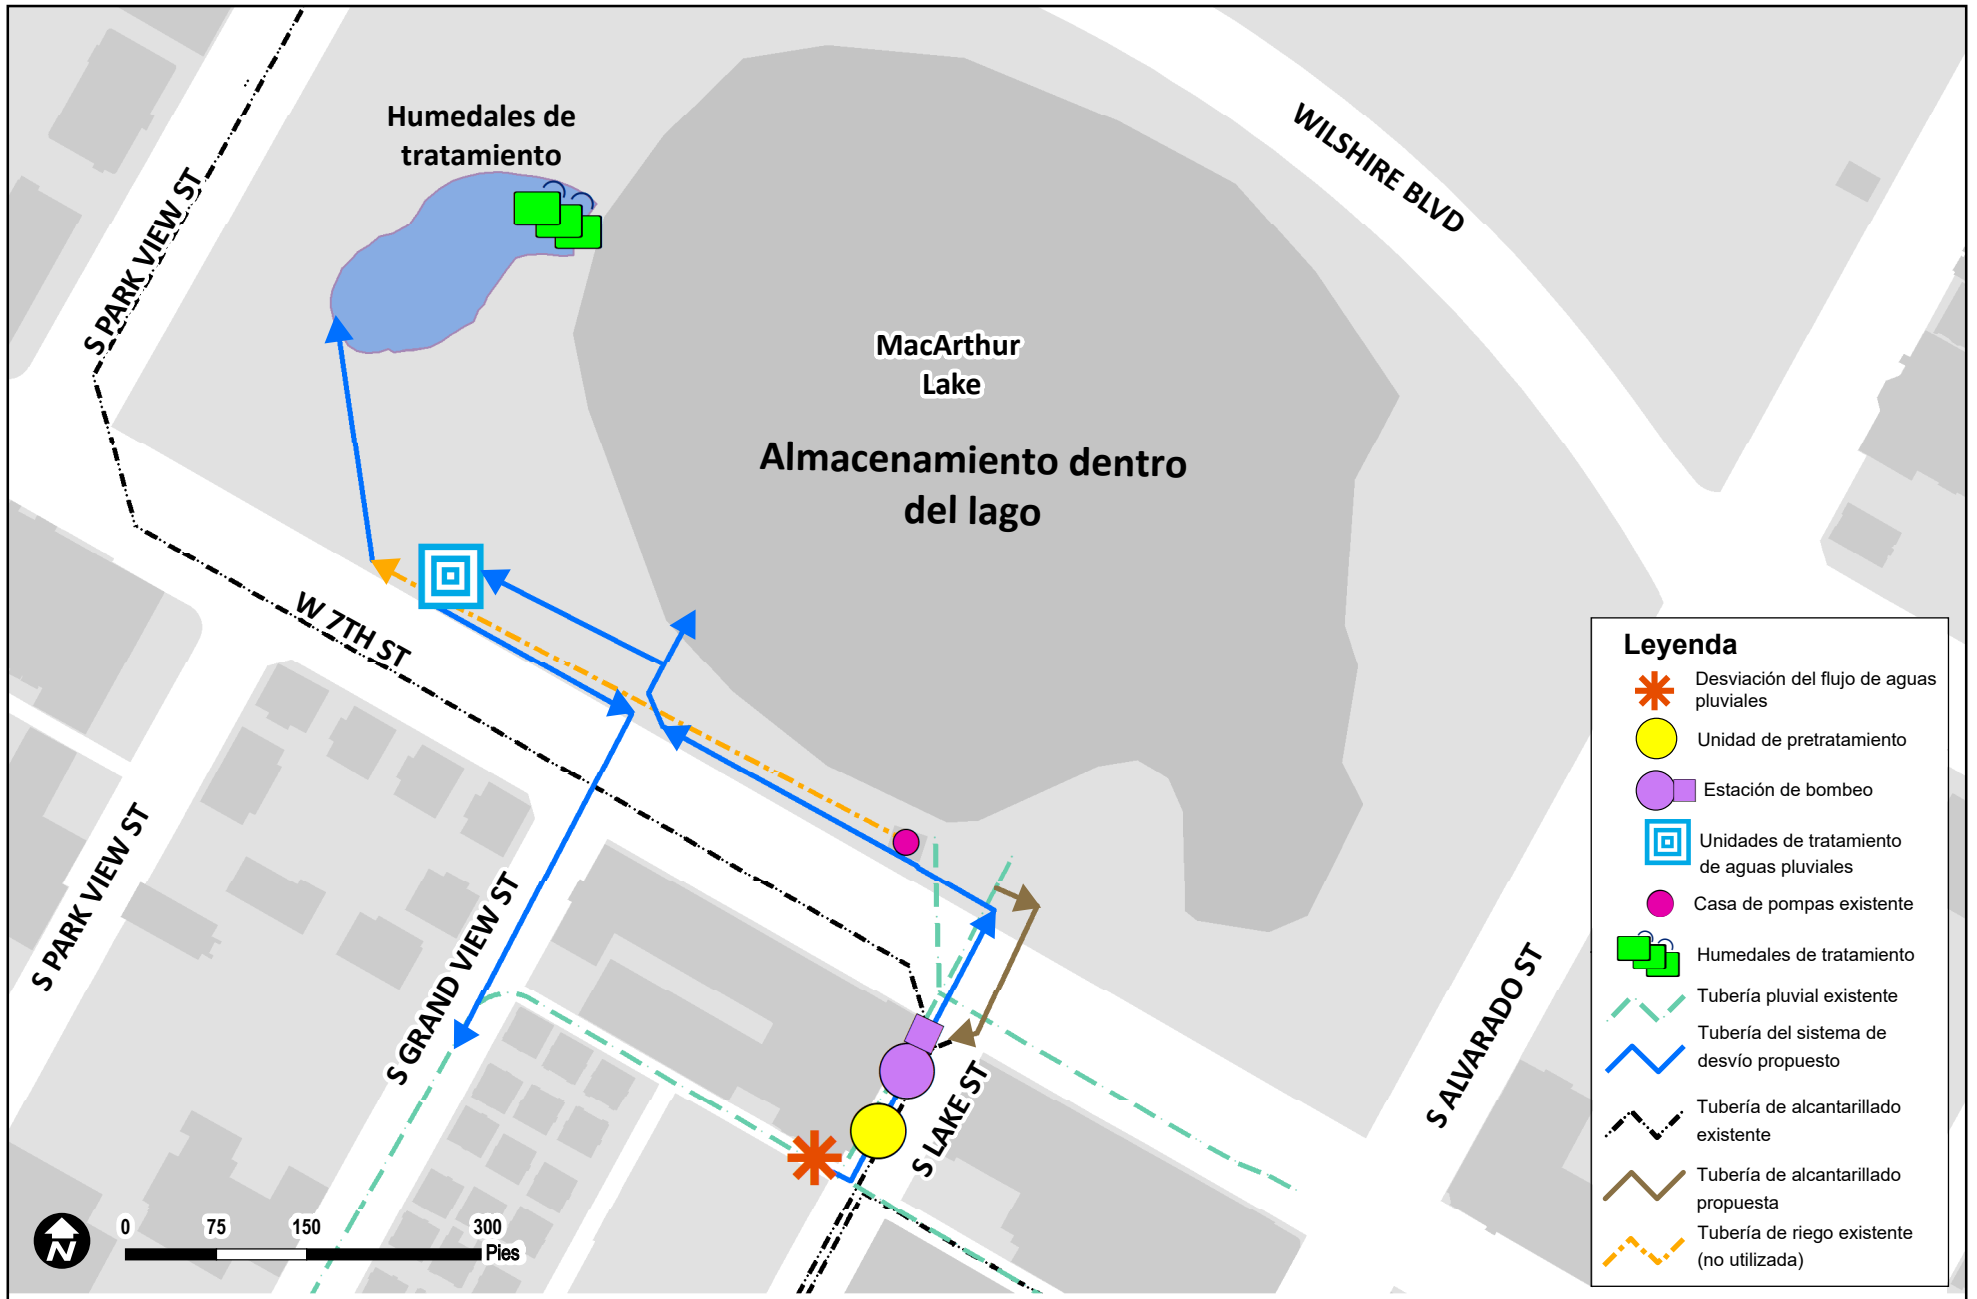 Humedales de
tratamiento
WILSHIRE BLVD
S PARK VIEW ST
MacArthur
Lake
Almacenamiento dentro
del lago
W 7TH ST
S PARK VIEW ST
S GRAND VIEW ST
S LAKE ST
S ALVARADO ST
Leyenda
Desviación del flujo de aguas
pluviales
Unidad de pretratamiento
Estación de bombeo
Unidades de tratamiento
de aguas pluviales
Casa de pompas existente
Humedales de tratamiento
Tubería pluvial existente
Tubería del sistema de
desvío propuesto
Tubería de alcantarillado
existente
Tubería de alcantarillado
propuesta
Tubería de riego existente
(no utilizada)
N
0 75 150 300
Pies